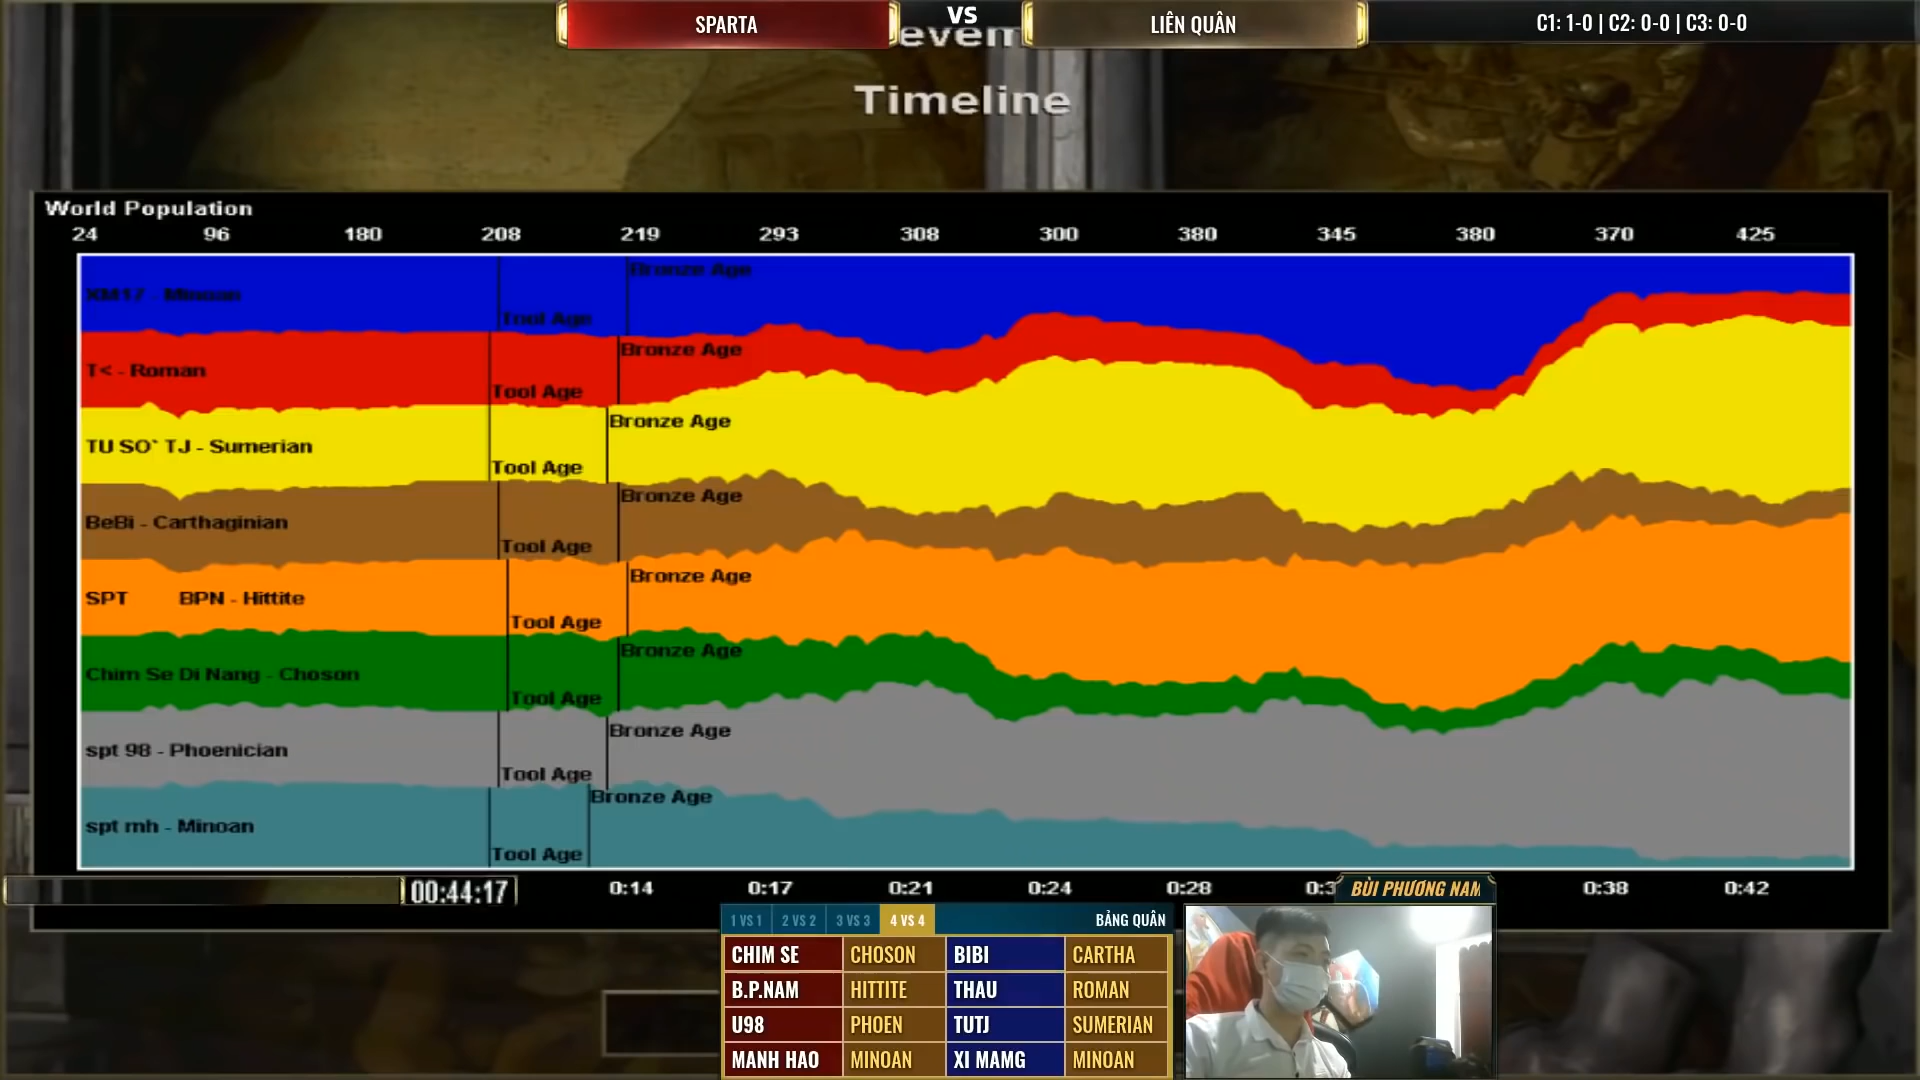 SPARTA
VS
LIÊN QUÂN
C1: 1-0 | C2: 0-0 | C3: 0-0
Timeline
World Population
24 96 180 208 219 293 308 300 380 345 380 370 425
Bronze Age
XM17 - Minoan
Tool Age
Bronze Age
T< - Roman
Tool Age
Bronze Age
TU SO` TJ - Sumerian
Tool Age
Bronze Age
BeBi - Carthaginian
Tool Age
Bronze Age
SPT BPN - Hittite
Tool Age
Bronze Age
Chim Se Di Nang - Choson
Tool Age
Bronze Age
spt 98 - Phoenician
Tool Age
Bronze Age
spt mh - Minoan
Tool Age
00:44:17
0:14 0:17 0:21 0:24 0:28 0:38 0:42
BÙI PHƯƠNG NAM
1 VS 1 2 VS 2 3 VS 3 4 VS 4 BẢNG QUÂN
CHIM SE CHOSON BIBI CARTHA
B.P.NAM HITTITE THAU ROMAN
U98 PHOEN TUTJ SUMERIAN
MANH HAO MINOAN XI MAMG MINOAN